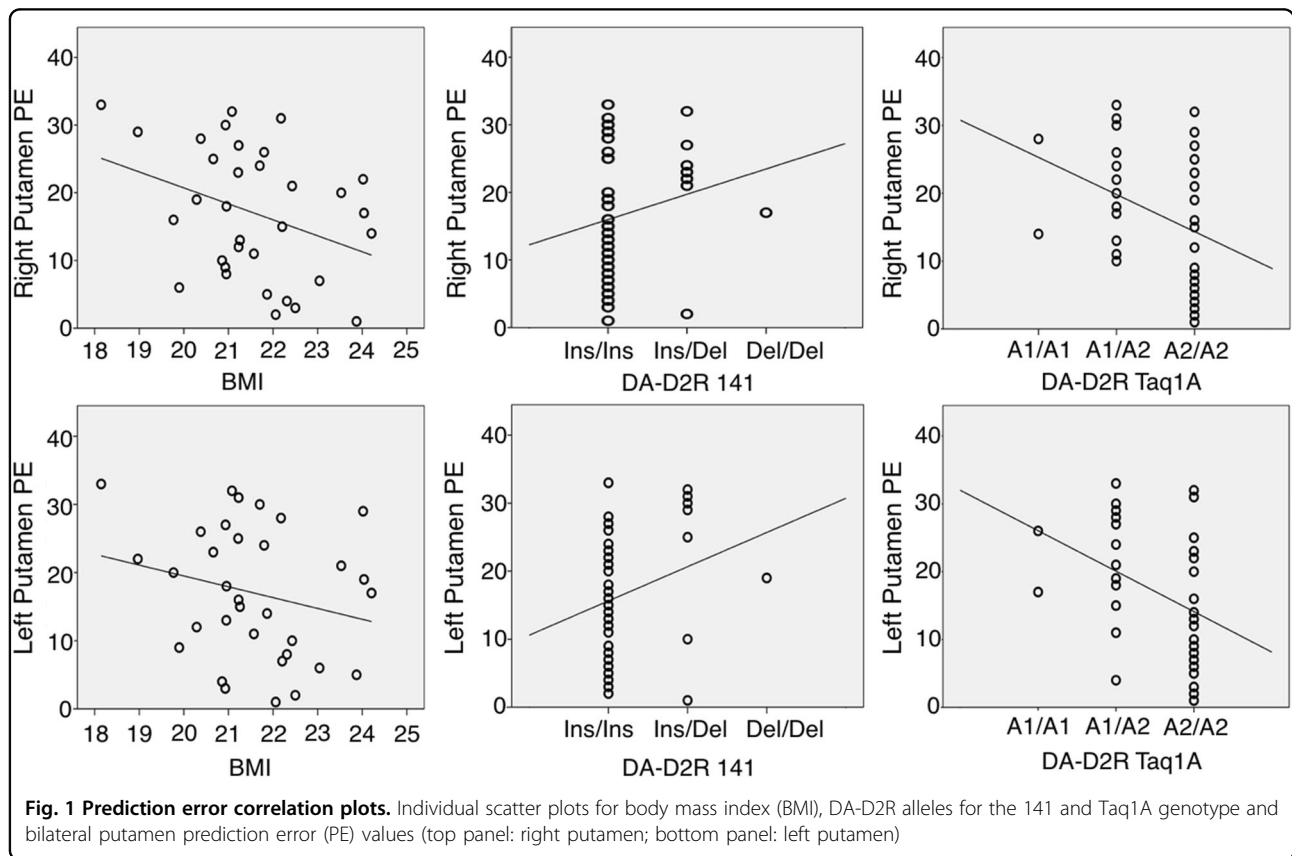 40
30
20
10
0
Right Putamen PE
18 19 20 21 22 23 24 25
BMI
40
30
20
10
0
Right Putamen PE
Ins/Ins Ins/Del Del/Del
DA-D2R 141
40
30
20
10
0
Right Putamen PE
A1/A1 A1/A2 A2/A2
DA-D2R Taq1A
40
30
20
10
0
Left Putamen PE
18 19 20 21 22 23 24 25
BMI
40
30
20
10
0
Left Putamen PE
Ins/Ins Ins/Del Del/Del
DA-D2R 141
40
30
20
10
0
Left Putamen PE
A1/A1 A1/A2 A2/A2
DA-D2R Taq1A
Fig. 1 Prediction error correlation plots. Individual scatter plots for body mass index (BMI), DA-D2R alleles for the 141 and Taq1A genotype and
bilateral putamen prediction error (PE) values (top panel: right putamen; bottom panel: left putamen)